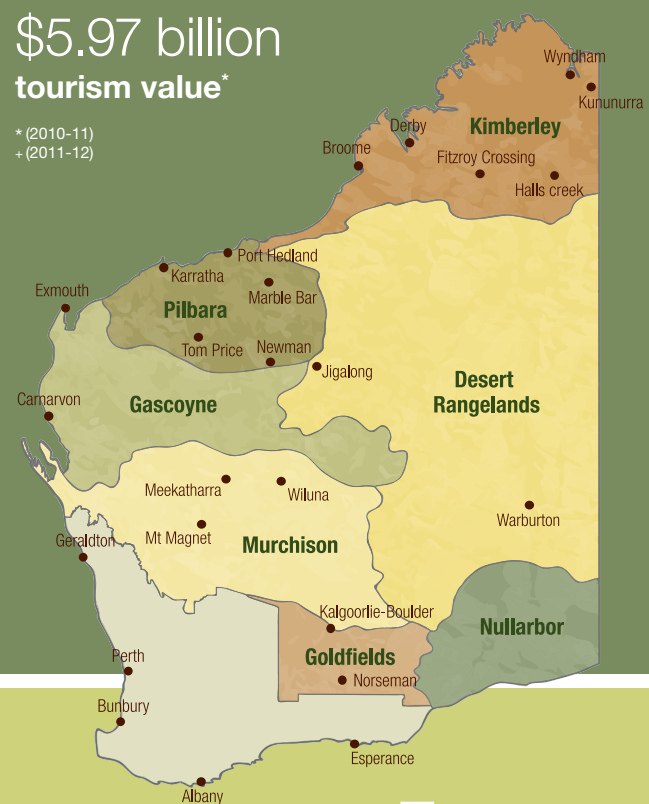 $5.97 billion
tourism value*
* (2010-11)
+ (2011-12)
Wyndham
Kununurra
Derby
Kimberley
Broome
Fitzroy Crossing
Halls creek
Port Hedland
Karratha
Exmouth
Marble Bar
Pilbara
Tom Price
Newman
Jigalong
Desert
Rangelands
Carnarvon
Gascoyne
Meekatharra
Wiluna
Warburton
Mt Magnet
Geraldton
Murchison
Kalgoorlie-Boulder
Nullarbor
Goldfields
Perth
Norseman
Bunbury
Esperance
Albany